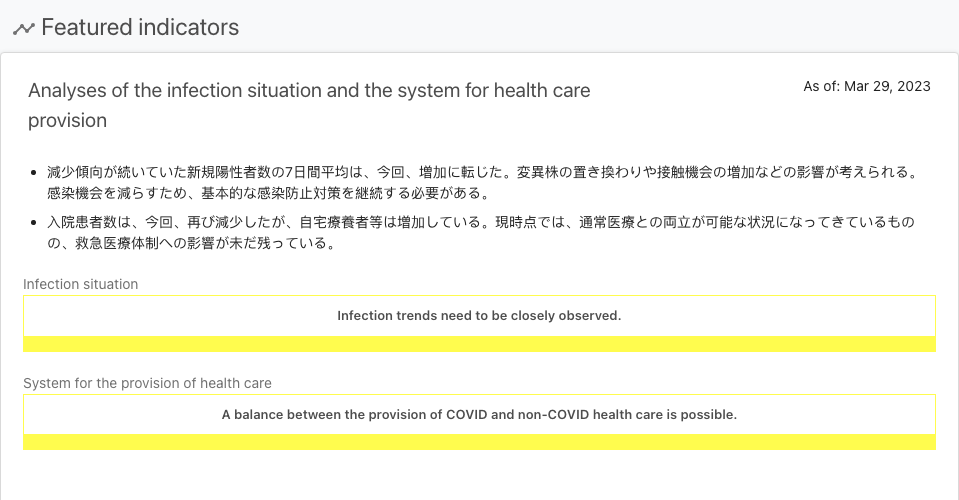 Featured indicators
Analyses of the infection situation and the system for health care
provision
As of: Mar 29, 2023
• 減少傾向が続いていた新規陽性者数の7日間平均は、今回、増加に転じた。変異株の置き換わりや接触機会の増加などの影響が考えられる。
感染機会を減らすため、基本的な感染防止対策を継続する必要がある。
• 入院患者数は、今回、再び減少したが、自宅療養者等は増加している。現時点では、通常医療との両立が可能な状況になってきているもの
の、救急医療体制への影響が未だ残っている。
Infection situation
Infection trends need to be closely observed.
System for the provision of health care
A balance between the provision of COVID and non-COVID health care is possible.